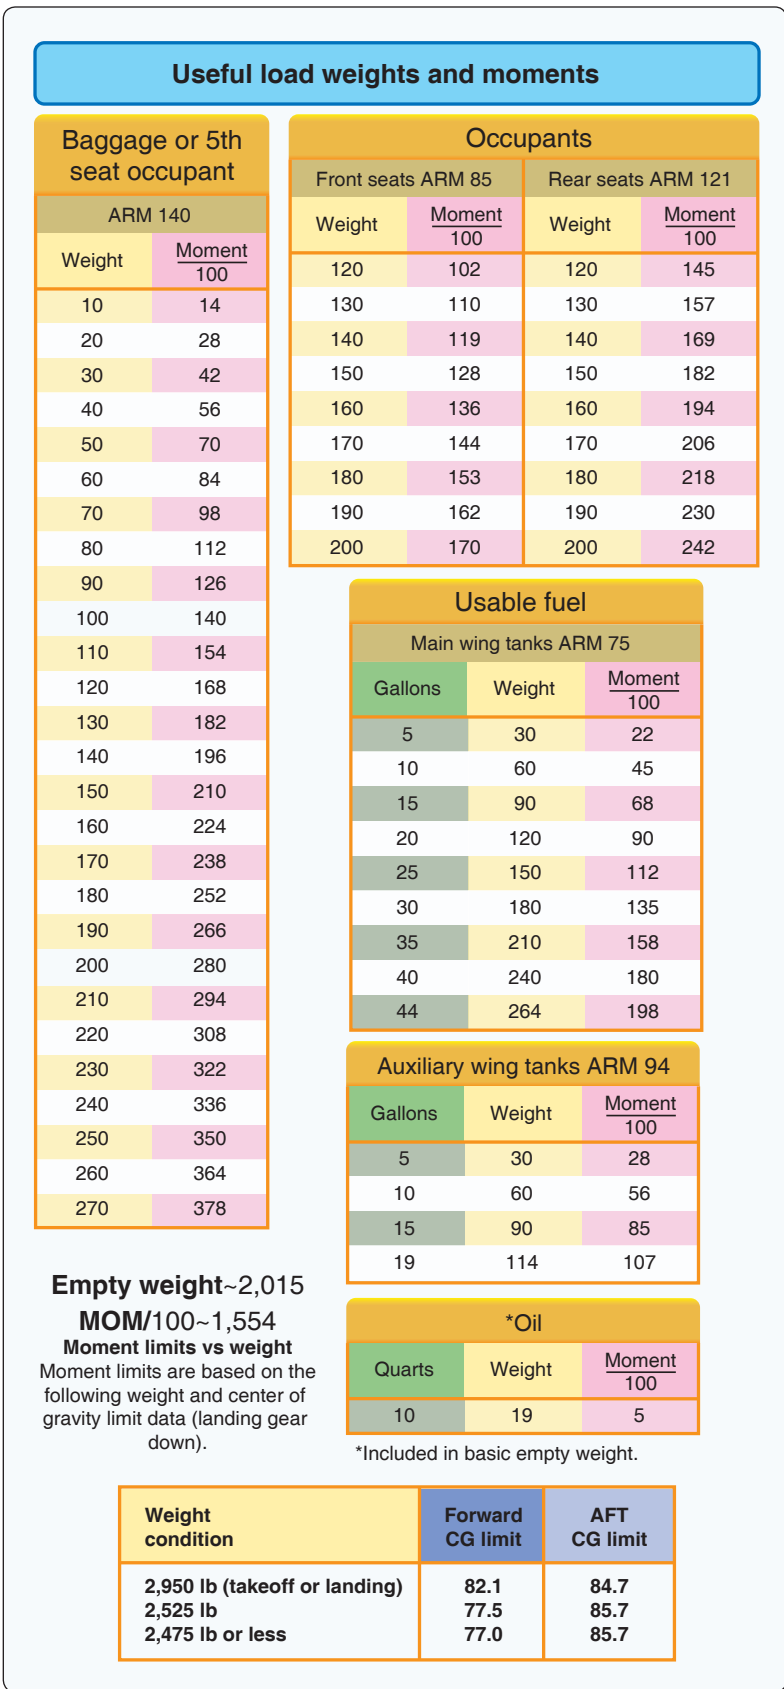 Useful load weights and moments
Baggage or 5th
seat occupant
ARM 140
Weight Moment
100
10 14
20 28
30 42
40 56
50 70
60 84
70 98
80 112
90 126
100 140
110 154
120 168
130 182
140 196
150 210
160 224
170 238
180 252
190 266
200 280
210 294
220 308
230 322
240 336
250 350
260 364
270 378
Occupants
Front seats ARM 85 Rear seats ARM 121
Weight Moment Weight Moment
100 100
120 102 120 145
130 110 130 157
140 119 140 169
150 128 150 182
160 136 160 194
170 144 170 206
180 153 180 218
190 162 190 230
200 170 200 242
Usable fuel
Main wing tanks ARM 75
Gallons Weight Moment
100
5 30 22
10 60 45
15 90 68
20 120 90
25 150 112
30 180 135
35 210 158
40 240 180
44 264 198
Auxiliary wing tanks ARM 94
Gallons Weight Moment
100
5 30 28
10 60 56
15 90 85
19 114 107
*Oil
Quarts Weight Moment
100
10 19 5
*Included in basic empty weight.
Empty weight~2,015
MOM/100~1,554
Moment limits vs weight
Moment limits are based on the
following weight and center of
gravity limit data (landing gear
down).
Weight Forward AFT
condition CG limit CG limit
2,950 lb (takeoff or landing) 82.1 84.7
2,525 lb 77.5 85.7
2,475 lb or less 77.0 85.7